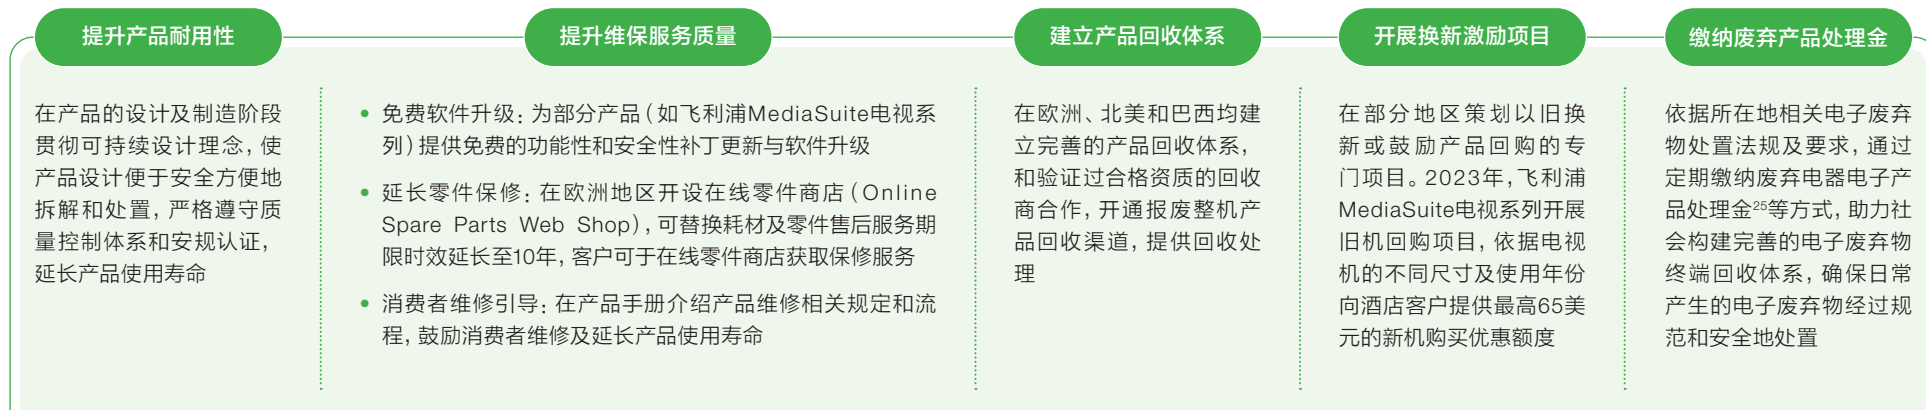 提升产品耐用性
在产品的设计及制造阶段
贯彻可持续设计理念，使
产品设计便于安全方便地
拆解和处置，严格遵守质
量控制体系和安规认证，
延长产品使用寿命
提升维保服务质量
• 免费软件升级：为部分产品（如飞利浦MediaSuite电视系
列）提供免费的功能性和安全性补丁更新与软件升级
• 延长零件保修：在欧洲地区开设在线零件商店（Online
Spare Parts Web Shop），可替换耗材及零件售后服务期
限时效延长至10年，客户可于在线零件商店获取保修服务
• 消费者维修引导：在产品手册介绍产品维修相关规定和流
程，鼓励消费者维修及延长产品使用寿命
建立产品回收体系
在欧洲、北美和巴西均建
立完善的产品回收体系，
和验证过合格资质的回收
商合作，开通报废整机产
品回收渠道，提供回收处
理
开展换新激励项目
在部分地区策划以旧换
新或鼓励产品回购的专
门项目。2023年，飞利浦
MediaSuite电视系列开展
旧机回购项目，依据电视
机的不同尺寸及使用年份
向酒店客户提供最高65美
元的新机购买优惠额度
缴纳废弃产品处理金
依据所在地相关电子废弃
物处置法规及要求，通过
定期缴纳废弃电器电子产
品处理金25等方式，助力社
会构建完善的电子废弃物
终端回收体系，确保日常
产生的电子废弃物经过规
范和安全地处置